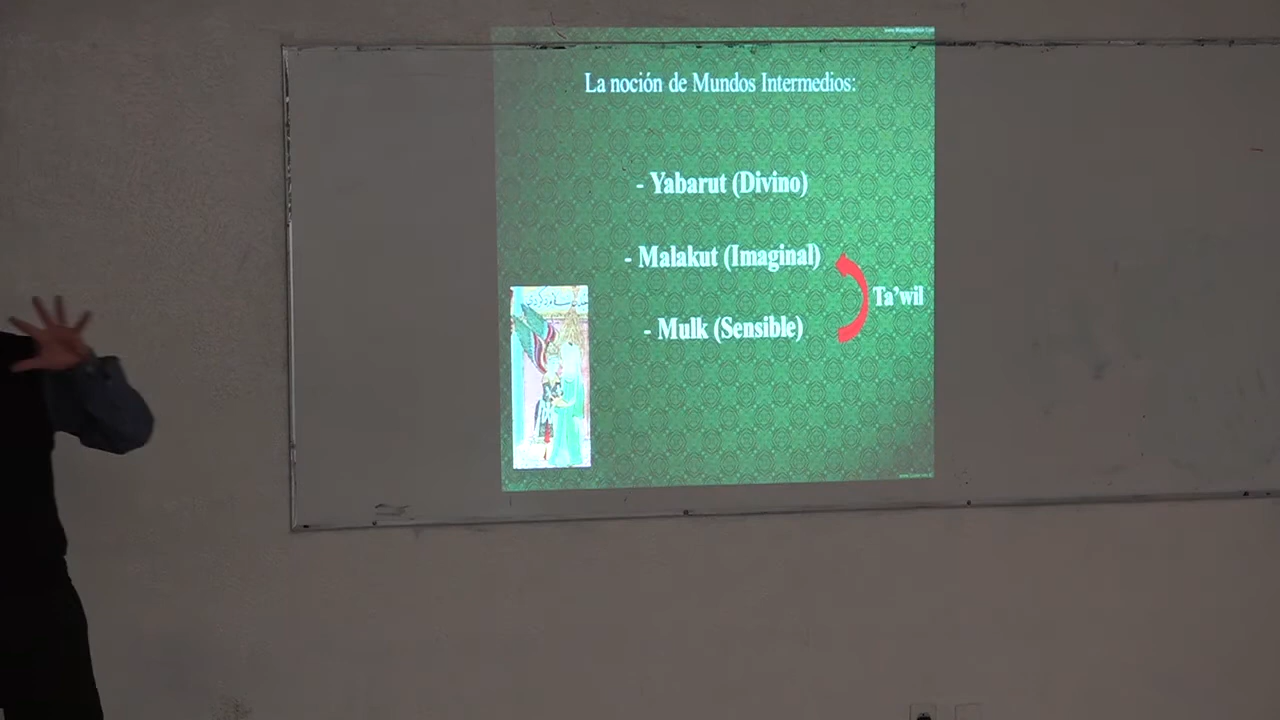 La noción de Mundos Intermedios:
- Yabarut (Divino)
- Malakut (Imaginal)
Ta'wil
- Mulk (Sensible)